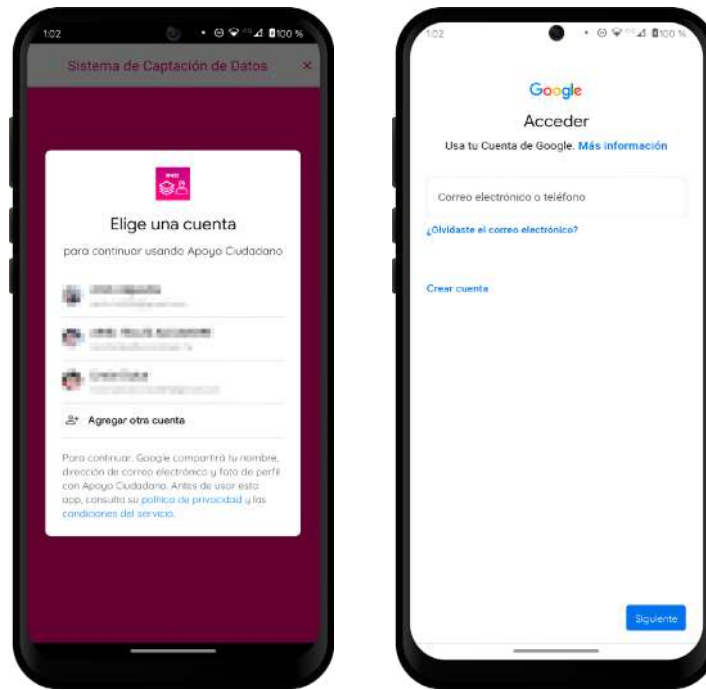 1:02
100 %
Sistema de Captación de Datos ×
Elige una cuenta
para continuar usando Apoyo Ciudadano
Agregar otra cuenta
Para continuar, Google compartirá tu nombre,
dirección de correo electrónico y foto de perfil
con Apoyo Ciudadano. Antes de usar esta
app, consulta su política de privacidad y las
condiciones del servicio.
1:02
100 %
Google
Acceder
Usa tu Cuenta de Google. Más información
Correo electrónico o teléfono
¿Olvidaste el correo electrónico?
Crear cuenta
Siguiente